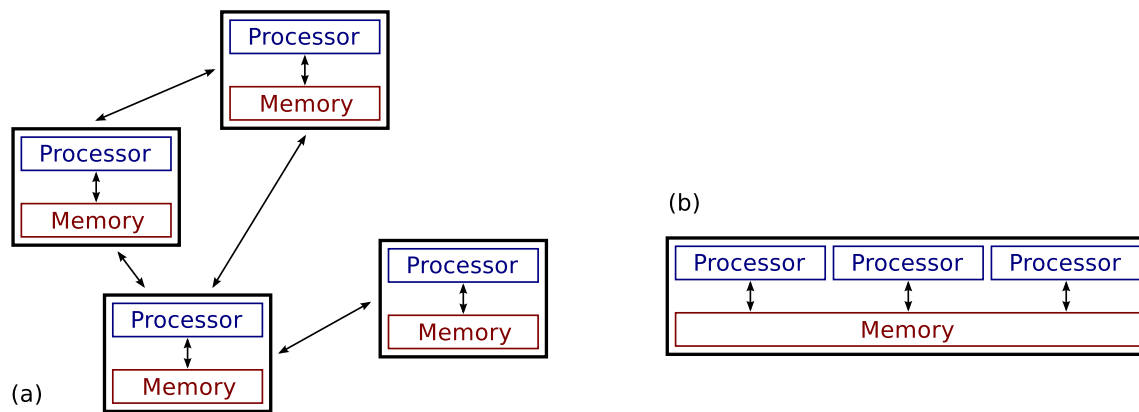 Processor
Memory
Processor
Memory
Processor
Memory
Processor
Memory
(a)
(b)
Processor Processor Processor
Memory